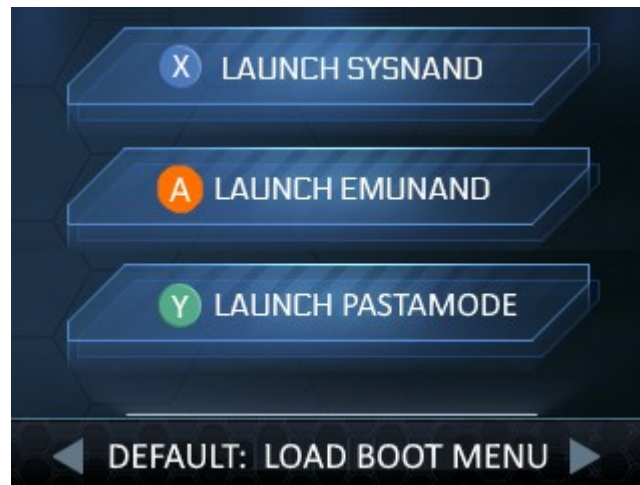 X LAUNCH SYSNAND
A LAUNCH EMUNAND
Y LAUNCH PASTAMODE
DEFAULT: LOAD BOOT MENU